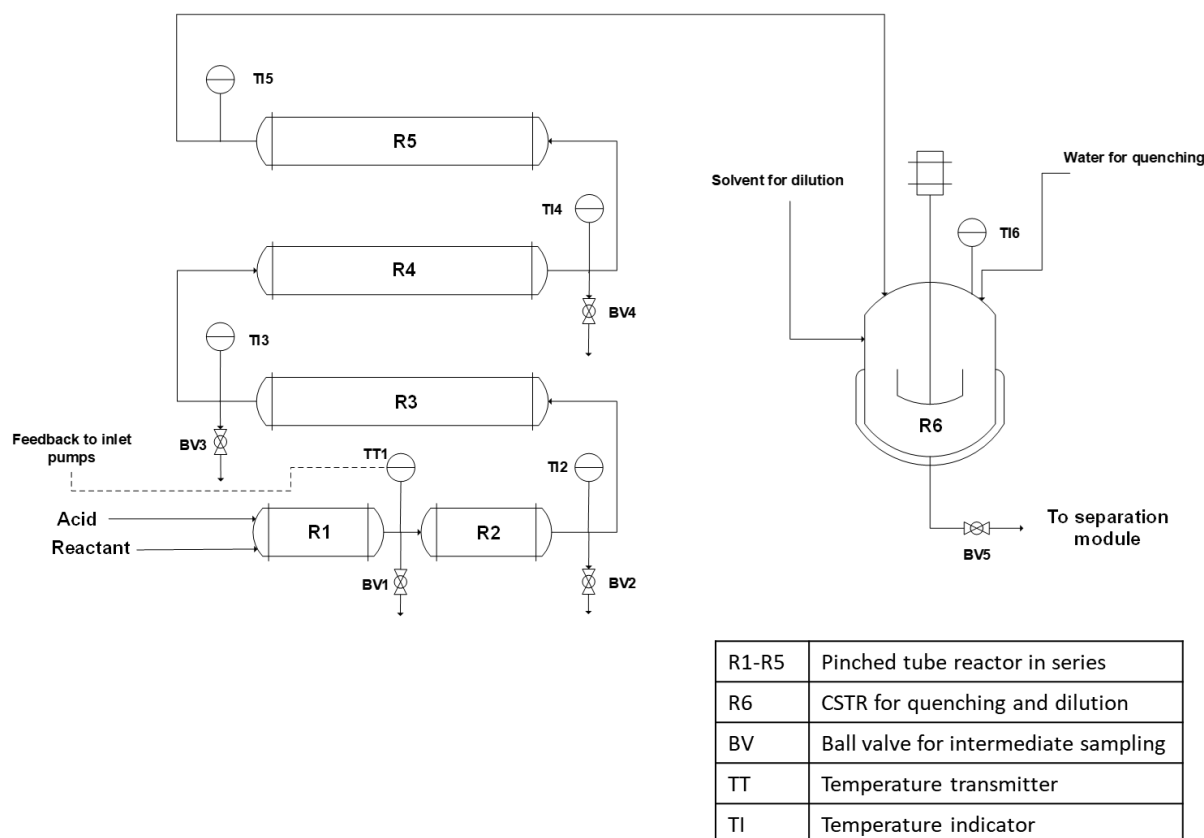 TI5
R5
Solvent for dilution
Water for quenching
TI4
TI6
R4
BV4
TI3
R3
R6
BV3
Feedback to inlet
pumps
TT1
TI2
Acid
Reactant
R1
R2
BV1
BV2
BV5
To separation
module
R1-R5 Pinched tube reactor in series
R6 CSTR for quenching and dilution
BV Ball valve for intermediate sampling
TT Temperature transmitter
TI Temperature indicator